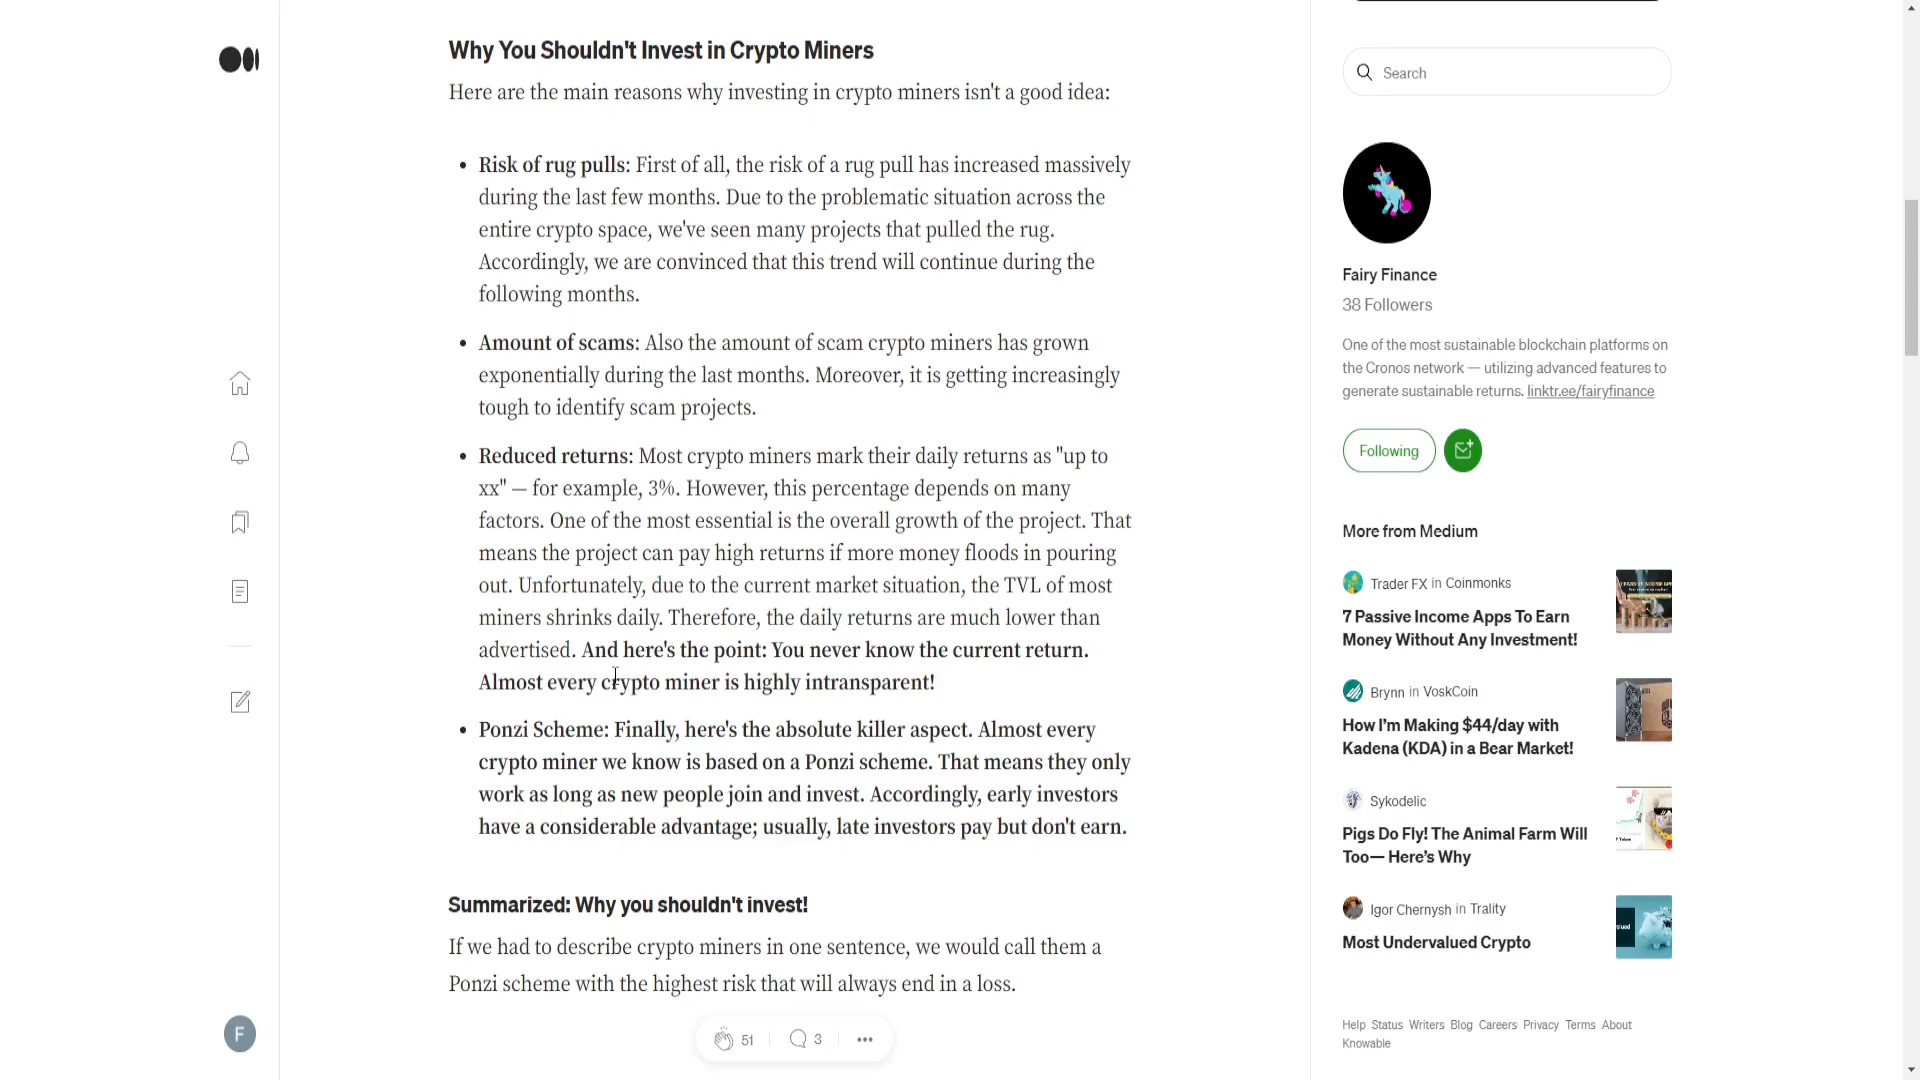 Why You Shouldn't Invest in Crypto Miners
Here are the main reasons why investing in crypto miners isn't a good idea:
• Risk of rug pulls: First of all, the risk of a rug pull has increased massively
during the last few months. Due to the problematic situation across the
entire crypto space, we've seen many projects that pulled the rug.
Accordingly, we are convinced that this trend will continue during the
following months.
• Amount of scams: Also the amount of scam crypto miners has grown
exponentially during the last months. Moreover, it is getting increasingly
tough to identify scam projects.
• Reduced returns: Most crypto miners mark their daily returns as "up to
xx" — for example, 3%. However, this percentage depends on many
factors. One of the most essential is the overall growth of the project. That
means the project can pay high returns if more money floods in pouring
out. Unfortunately, due to the current market situation, the TVL of most
miners shrinks daily. Therefore, the daily returns are much lower than
advertised. And here's the point: You never know the current return.
Almost every crypto miner is highly intransparent!
• Ponzi Scheme: Finally, here's the absolute killer aspect. Almost every
crypto miner we know is based on a Ponzi scheme. That means they only
work as long as new people join and invest. Accordingly, early investors
have a considerable advantage; usually, late investors pay but don't earn.
Summarized: Why you shouldn't invest!
If we had to describe crypto miners in one sentence, we would call them a
Ponzi scheme with the highest risk that will always end in a loss.
51
3
F
Search
Fairy Finance
38 Followers
One of the most sustainable blockchain platforms on
the Cronos network — utilizing advanced features to
generate sustainable returns. linktr.ee/fairyfinance
Following
More from Medium
Trader FX in Coinmonks
7 Passive Income Apps To Earn
Money Without Any Investment!
Brynn in VoskCoin
How I'm Making $44/day with
Kadena (KDA) in a Bear Market!
Sykodelic
Pigs Do Fly! The Animal Farm Will
Too— Here's Why
Igor Chernysh in Trality
Most Undervalued Crypto
Help Status Writers Blog Careers Privacy Terms About
Knowable